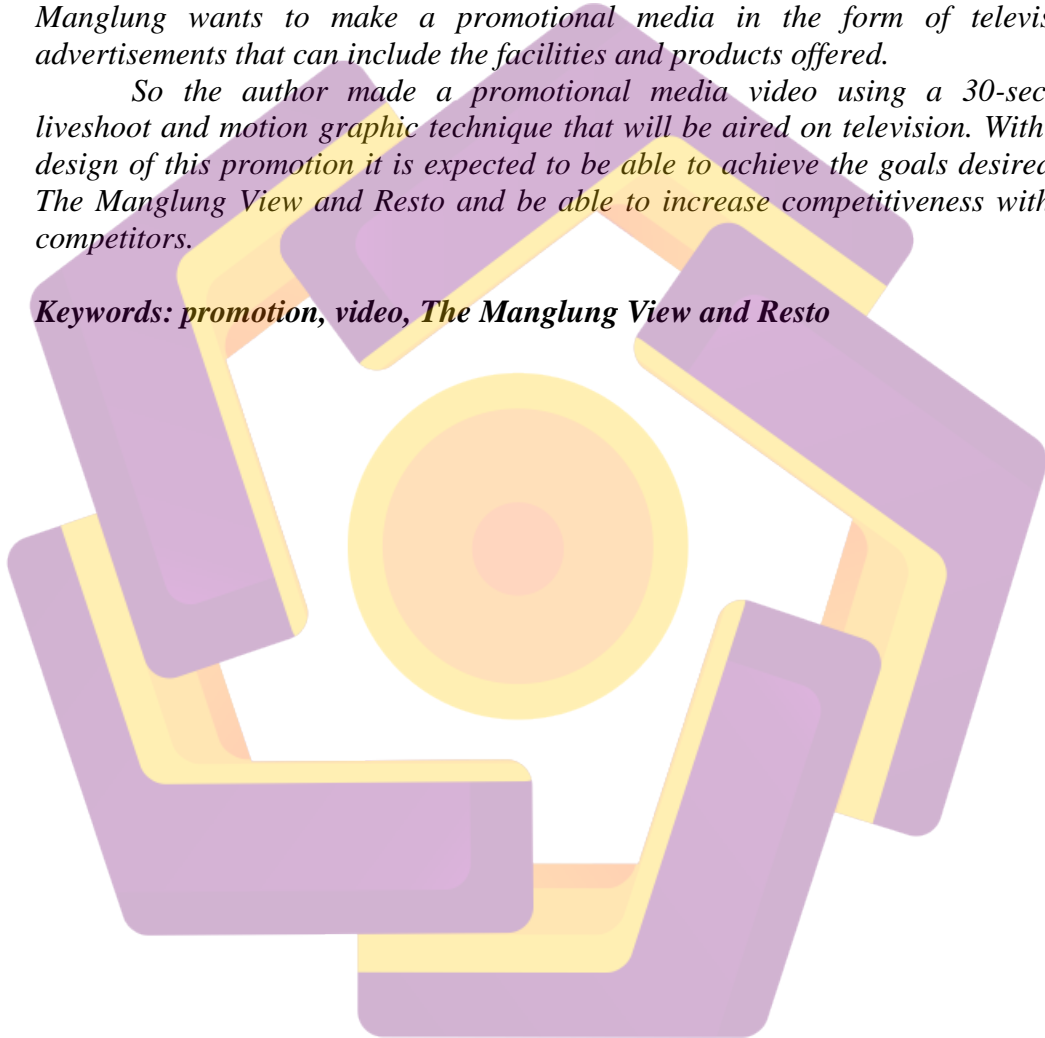 Manglung wants to make a promotional media in the form of televis
advertisements that can include the facilities and products offered.
So the author made a promotional media video using a 30-sec
liveshoot and motion graphic technique that will be aired on television. With
design of this promotion it is expected to be able to achieve the goals desired
The Manglung View and Resto and be able to increase competitiveness with
competitors.
Keywords: promotion, video, The Manglung View and Resto